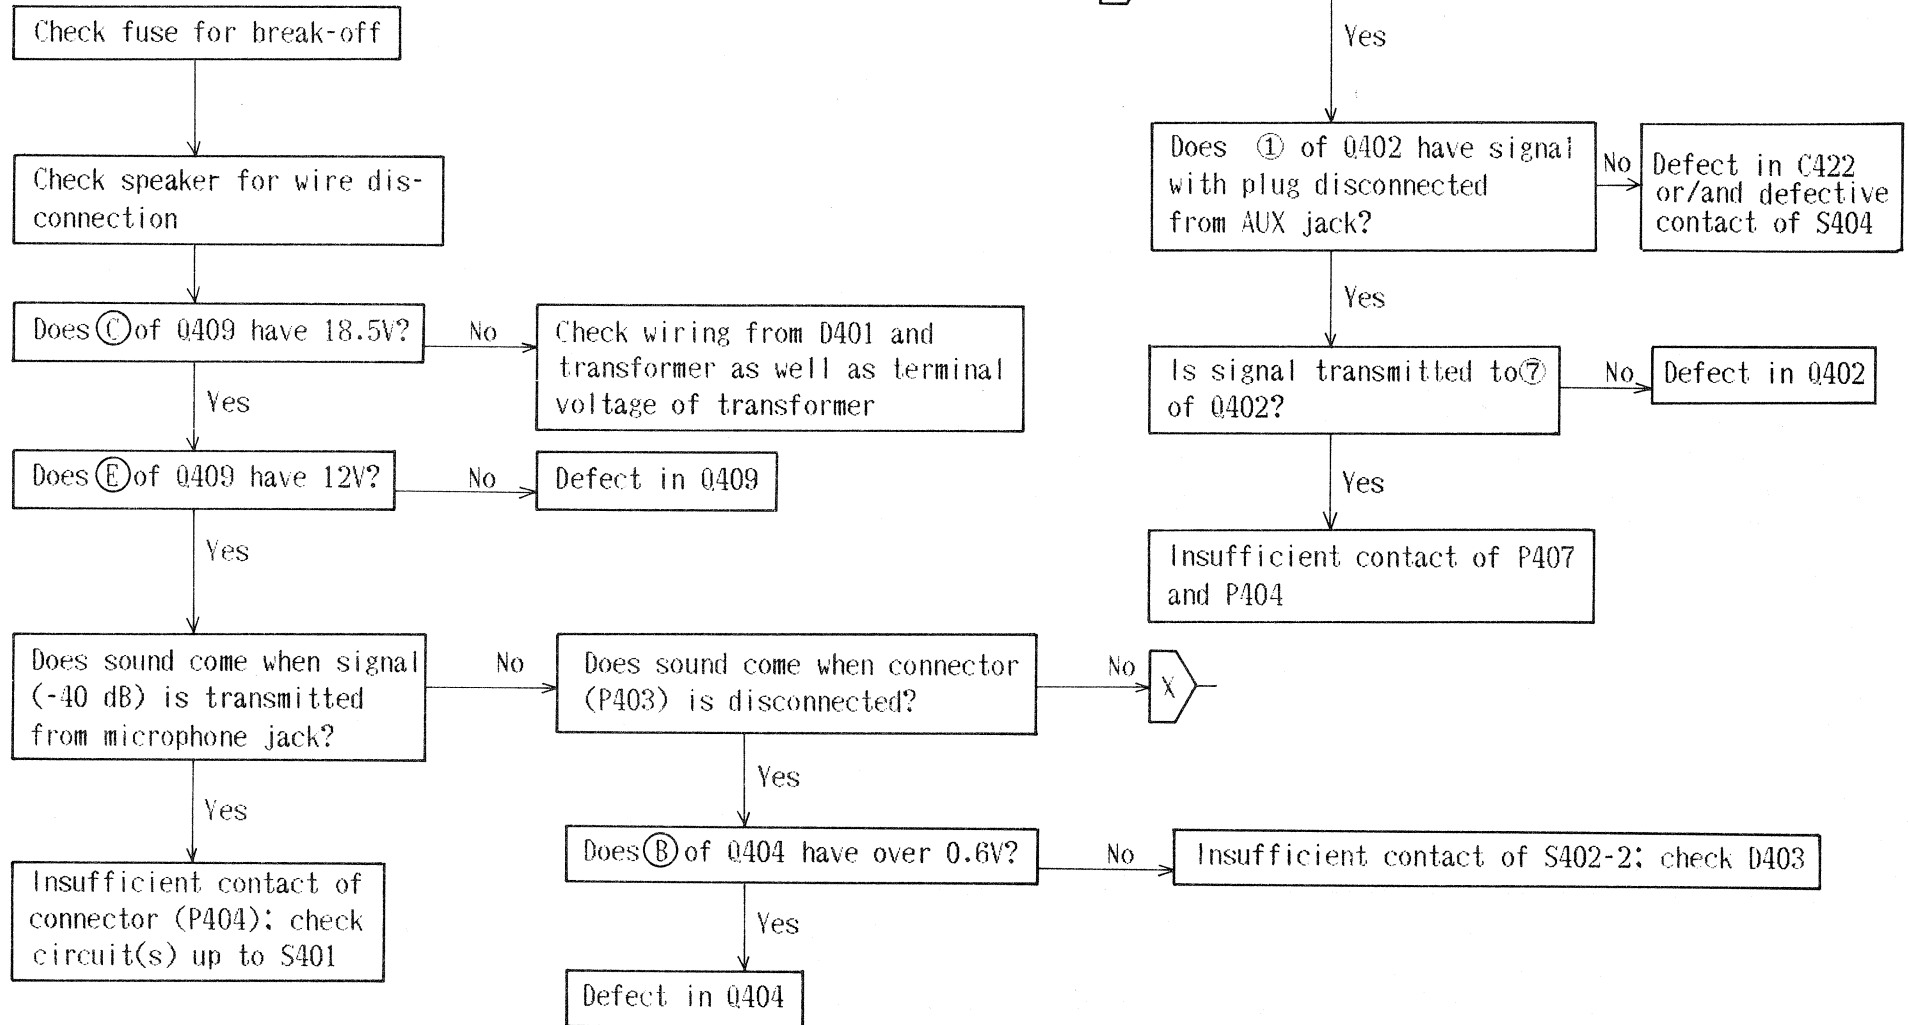 Check fuse for break-off
Check speaker for wire dis-
connection
Does Ⓒ of Q409 have 18.5V?
No
Check wiring from D401 and
transformer as well as terminal
voltage of transformer
Yes
Does Ⓔ of Q409 have 12V?
No
Defect in Q409
Yes
Does sound come when signal
(-40 dB) is transmitted
from microphone jack?
No
Does sound come when connector
(P403) is disconnected?
No
X
Yes
Insufficient contact of
connector (P404): check
circuit(s) up to S401
Yes
Does Ⓑ of Q404 have over 0.6V?
No
Insufficient contact of S402-2: check D403
Yes
Defect in Q404
Yes
Does ① of Q402 have signal
with plug disconnected
from AUX jack?
No
Defect in C422
or/and defective
contact of S404
Yes
Is signal transmitted to ⑦
of Q402?
No
Defect in Q402
Yes
Insufficient contact of P407
and P404